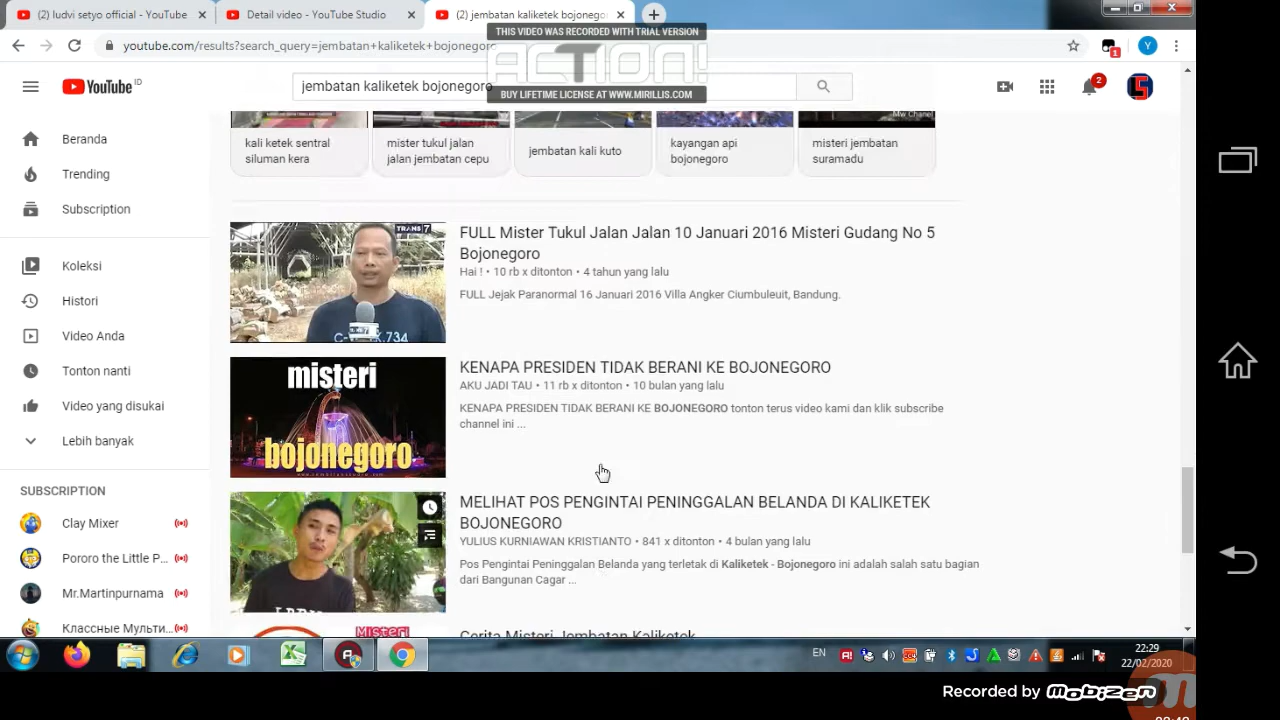 (2) ludvi setyo official - YouTube
Detail video - YouTube Studio
(2) jembatan kaliketek bojonegor
THIS VIDEO WAS RECORDED WITH TRIAL VERSION
ACTION!
BUY LIFETIME LICENSE AT WWW.MIRILLIS.COM
youtube.com/results?search_query=jembatan+kaliketek+bojonegoro
1
Y
YouTube ID
jembatan kaliketek bojonegoro
2
Mw Chanel
kali ketek sentral
siluman kera
mister tukul jalan
jalan jembatan cepu
jembatan kali kuto
kayangan api
bojonegoro
misteri jembatan
suramadu
Beranda
Trending
Subscription
Koleksi
Histori
Video Anda
Tonton nanti
Video yang disukai
Lebih banyak
SUBSCRIPTION
Clay Mixer
Pororo the Little P...
Mr.Martinpurnama
Классные Мульти...
TRANS7
FULL Mister Tukul Jalan Jalan 10 Januari 2016 Misteri Gudang No 5
Bojonegoro
Hai ! • 10 rb x ditonton • 4 tahun yang lalu
FULL Jejak Paranormal 16 Januari 2016 Villa Angker Ciumbuleuit, Bandung.
misteri
bojonegoro
KENAPA PRESIDEN TIDAK BERANI KE BOJONEGORO
AKU JADI TAU • 11 rb x ditonton • 10 bulan yang lalu
KENAPA PRESIDEN TIDAK BERANI KE BOJONEGORO tonton terus video kami dan klik subscribe
channel ini ...
MELIHAT POS PENGINTAI PENINGGALAN BELANDA DI KALIKETEK
BOJONEGORO
YULIUS KURNIAWAN KRISTIANTO • 841 x ditonton • 4 bulan yang lalu
Pos Pengintai Peninggalan Belanda yang terletak di Kaliketek - Bojonegoro ini adalah salah satu bagian
dari Bangunan Cagar ...
Misteri
Cerita Misteri Jembatan Kaliketek
EN
22:29
22/02/2020
Recorded by Mobizen